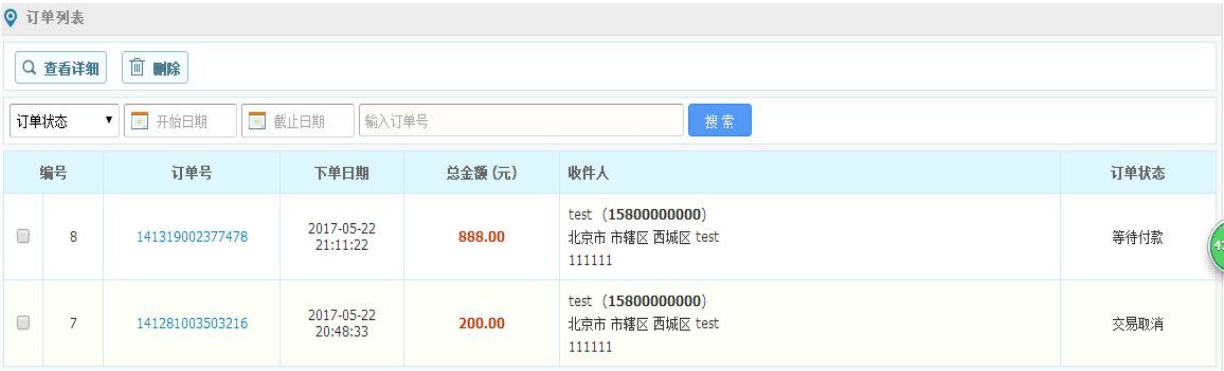 订单列表
查看详细 删除
订单状态 开始日期 截止日期 输入订单号 搜索
编号 订单号 下单日期 总金额(元) 收件人 订单状态
8 141319002377478 2017-05-22 21:11:22 888.00 test (15800000000) 等待付款
北京市 市辖区 西城区 test
111111
7 141281003503216 2017-05-22 20:48:33 200.00 test (15800000000) 交易取消
北京市 市辖区 西城区 test
111111